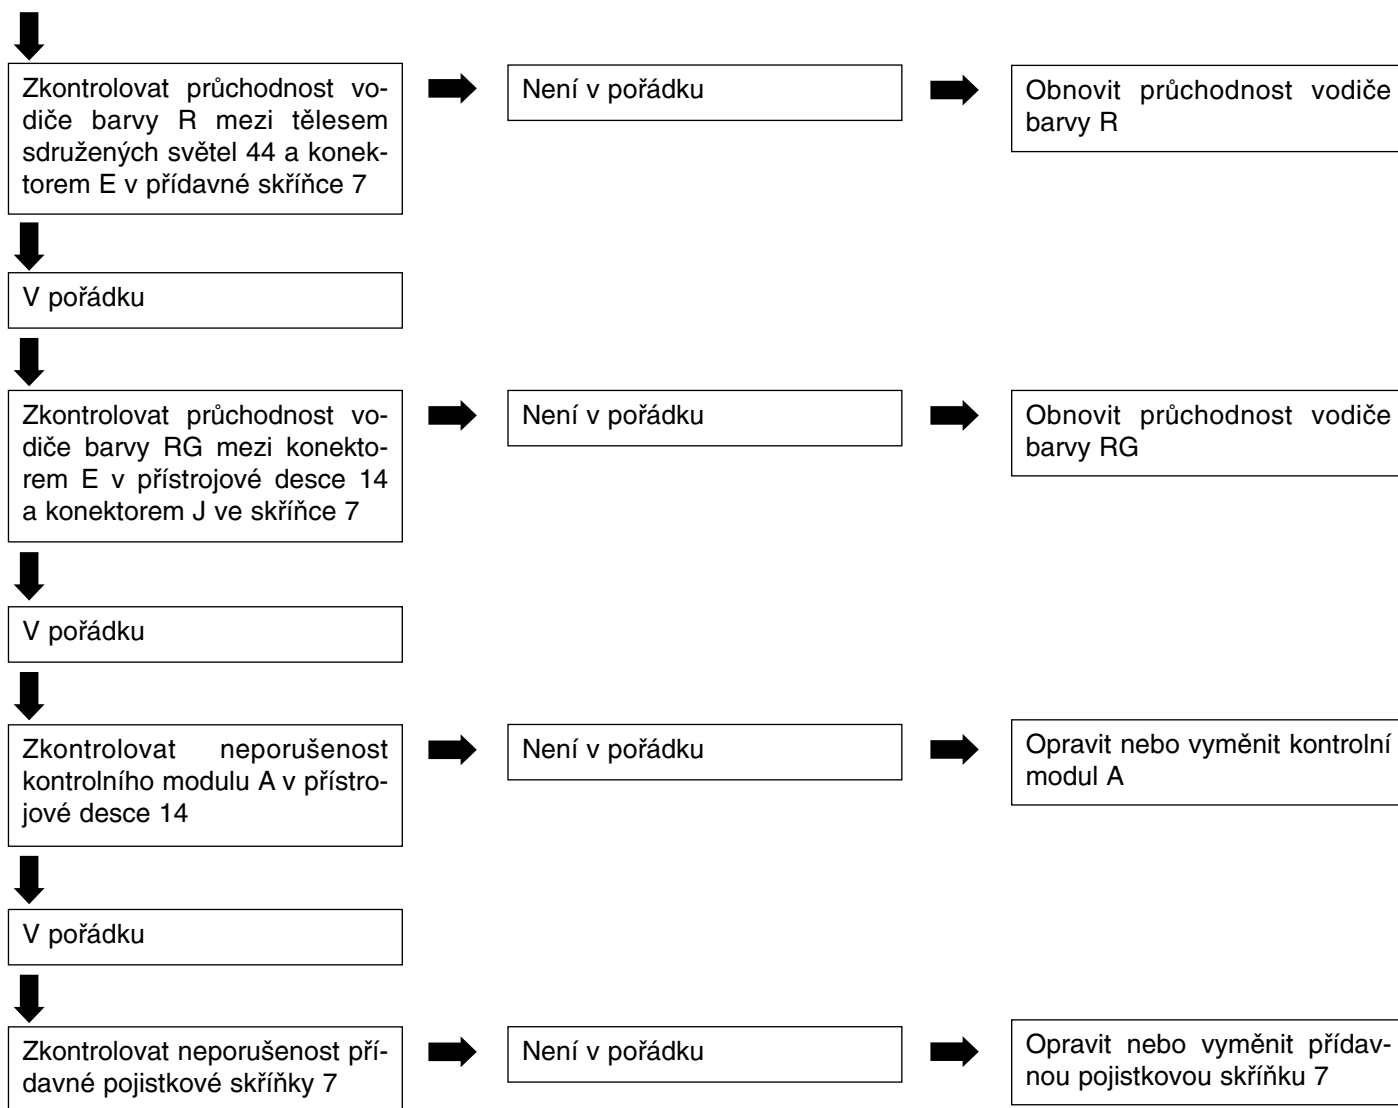 Zkontrolovat průchodnost vo-
diče barvy R mezi tělesem
sdružených světel 44 a konek-
torem E v přídavné skříňce 7
Není v pořádku
Obnovit průchodnost vodiče
barvy R
V pořádku
Zkontrolovat průchodnost vo-
diče barvy RG mezi konekto-
rem E v přístrojové desce 14
a konektorem J ve skříňce 7
Není v pořádku
Obnovit průchodnost vodiče
barvy RG
V pořádku
Zkontrolovat neporušenost
kontrolního modulu A v přístro-
jové desce 14
Není v pořádku
Opravit nebo vyměnit kontrolní
modul A
V pořádku
Zkontrolovat neporušenost pří-
davné pojistkové skříňky 7
Není v pořádku
Opravit nebo vyměnit přídav-
nou pojistkovou skříňku 7